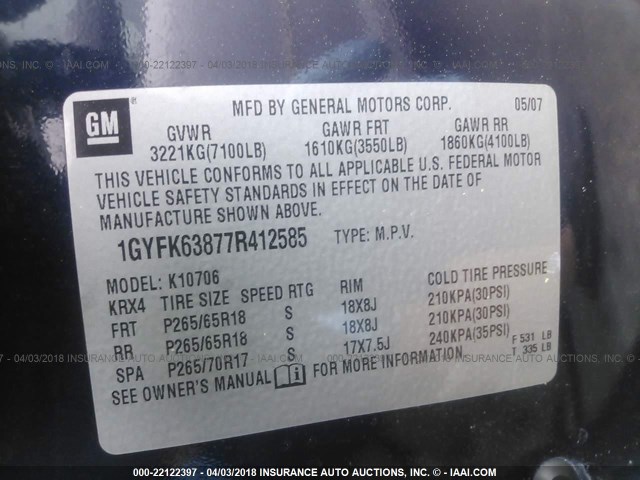 GM
MFD BY GENERAL MOTORS CORP. 05/07
GVWR GAWR FRT GAWR RR
3221KG(7100LB) 1610KG(3550LB) 1860KG(4100LB)
THIS VEHICLE CONFORMS TO ALL APPLICABLE U.S. FEDERAL MOTOR
VEHICLE SAFETY STANDARDS IN EFFECT ON THE DATE OF
MANUFACTURE SHOWN ABOVE.
1GYFK63877R412585 TYPE: M.P.V.
MODEL: K10706
KRX4 TIRE SIZE SPEED RTG RIM COLD TIRE PRESSURE
FRT P265/65R18 S 18X8J 210KPA(30PSI)
RR P265/65R18 S 18X8J 210KPA(30PSI)
SPA P265/70R17 S 17X7.5J 240KPA(35PSI) F 531 LB
T 335 LB
SEE OWNER'S MANUAL FOR MORE INFORMATION.
000-22122397 - 04/03/2018 INSURANCE AUTO AUCTIONS, INC. - © IAAI.COM